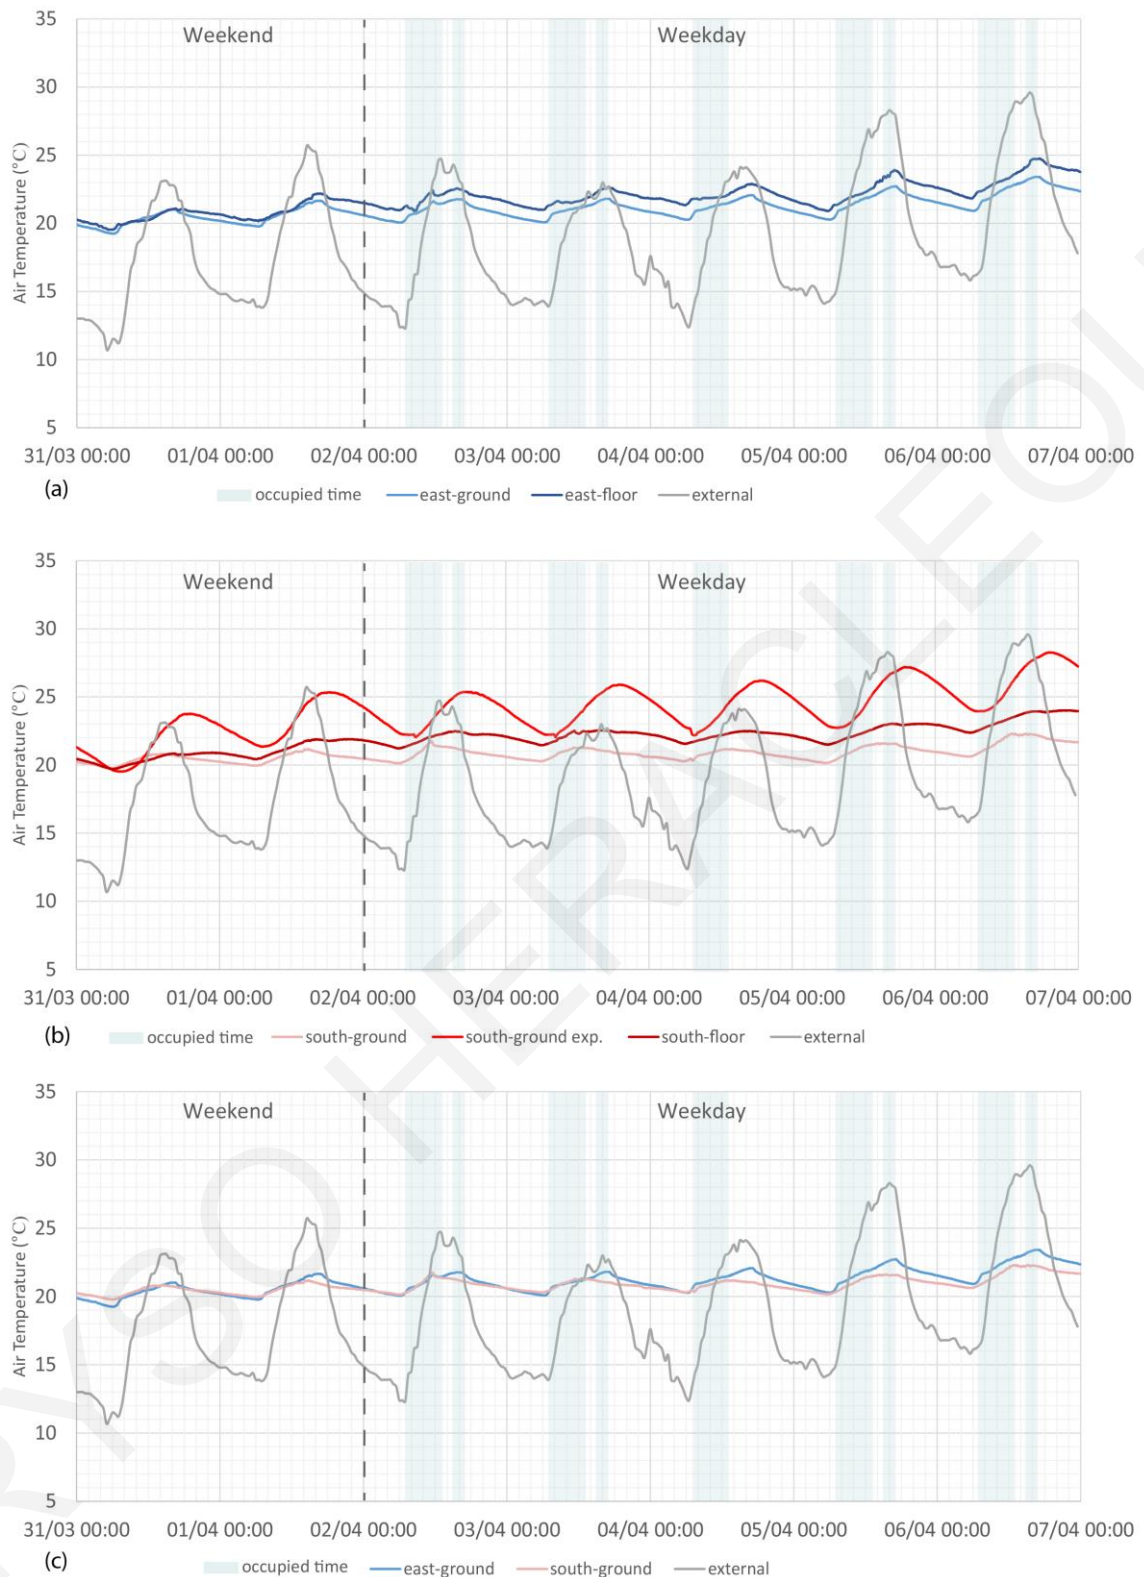 35
Weekend Weekday
30
25
20
15
10
5
Air Temperature (°C)
31/03 00:00 01/04 00:00 02/04 00:00 03/04 00:00 04/04 00:00 05/04 00:00 06/04 00:00 07/04 00:00
(a)
occupied time east-ground east-floor external
35
Weekend Weekday
30
25
20
15
10
5
Air Temperature (°C)
31/03 00:00 01/04 00:00 02/04 00:00 03/04 00:00 04/04 00:00 05/04 00:00 06/04 00:00 07/04 00:00
(b)
occupied time south-ground south-ground exp. south-floor external
35
Weekend Weekday
30
25
20
15
10
5
Air Temperature (°C)
31/03 00:00 01/04 00:00 02/04 00:00 03/04 00:00 04/04 00:00 05/04 00:00 06/04 00:00 07/04 00:00
(c)
occupied time east-ground south-ground external
RYSO HERACLEOU